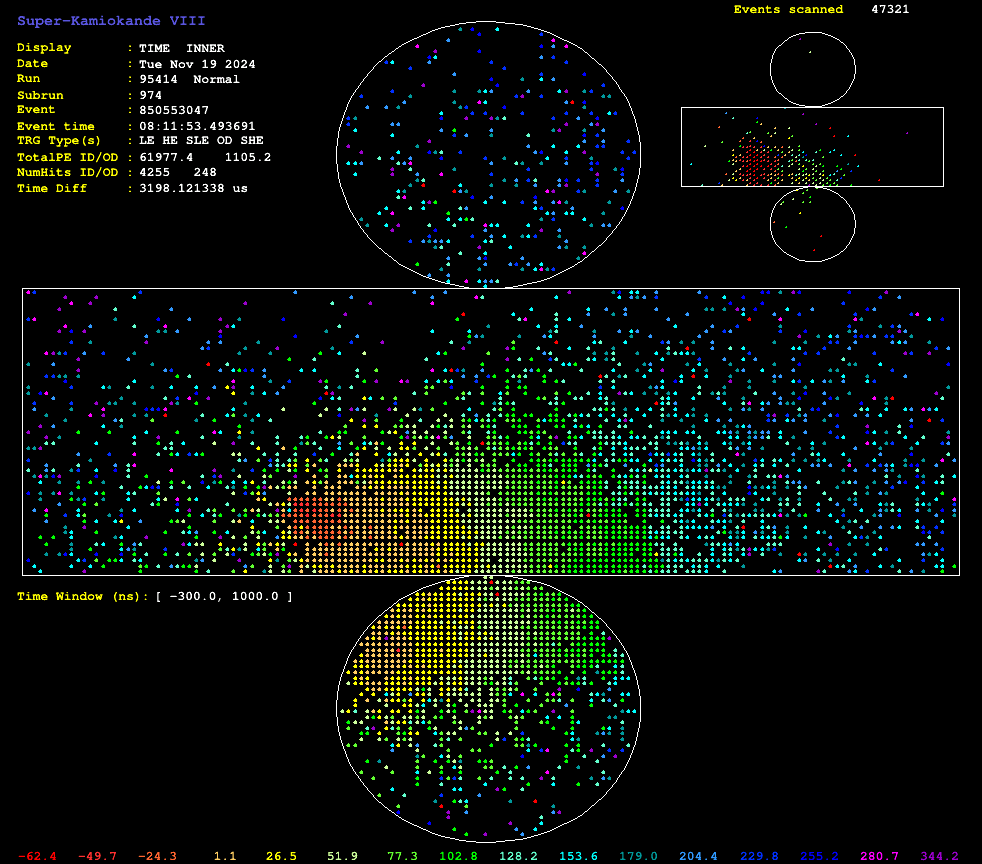 Super-Kamiokande VIII
Events scanned 47321
Display : TIME INNER
Date : Tue Nov 19 2024
Run : 95414 Normal
Subrun : 974
Event : 850553047
Event time : 08:11:53.493691
TRG Type(s) : LE HE SLE OD SHE
TotalPE ID/OD : 61977.4 1105.2
NumHits ID/OD : 4255 248
Time Diff : 3198.121338 us
Time Window (ns): [ -300.0, 1000.0 ]
-62.4 -49.7 -24.3 1.1 26.5 51.9 77.3 102.8 128.2 153.6 179.0 204.4 229.8 255.2 280.7 344.2